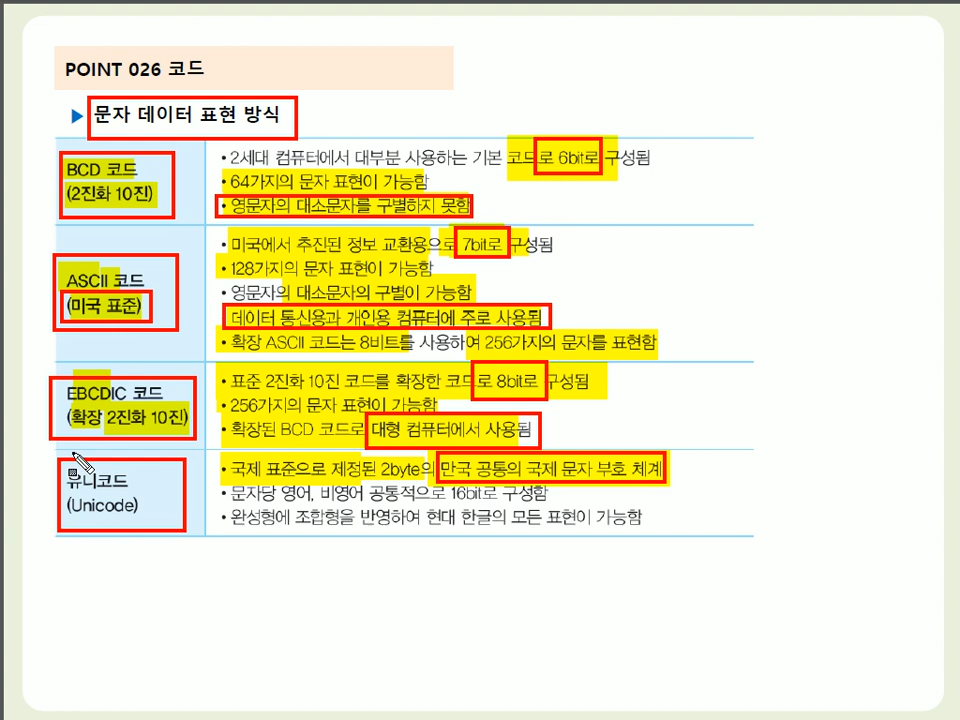 POINT 026 코드
▶ 문자 데이터 표현 방식
BCD 코드
(2진화 10진)
• 2세대 컴퓨터에서 대부분 사용하는 기본 코드로 6bit로 구성됨
• 64가지의 문자 표현이 가능함
• 영문자의 대소문자를 구별하지 못함
ASCII 코드
(미국 표준)
• 미국에서 추진된 정보 교환용으로 7bit로 구성됨
• 128가지의 문자 표현이 가능함
• 영문자의 대소문자의 구별이 가능함
데이터 통신용과 개인용 컴퓨터에 주로 사용됨
• 확장 ASCII 코드는 8비트를 사용하여 256가지의 문자를 표현함
EBCDIC 코드
(확장 2진화 10진)
• 표준 2진화 10진 코드를 확장한 코드로 8bit로 구성됨
• 256가지의 문자 표현이 가능함
• 확장된 BCD 코드로 대형 컴퓨터에서 사용됨
유니코드
(Unicode)
• 국제 표준으로 제정된 2byte의 만국 공통의 국제 문자 부호 체계
• 문자당 영어, 비영어 공통적으로 16bit로 구성함
• 완성형에 조합형을 반영하여 현대 한글의 모든 표현이 가능함